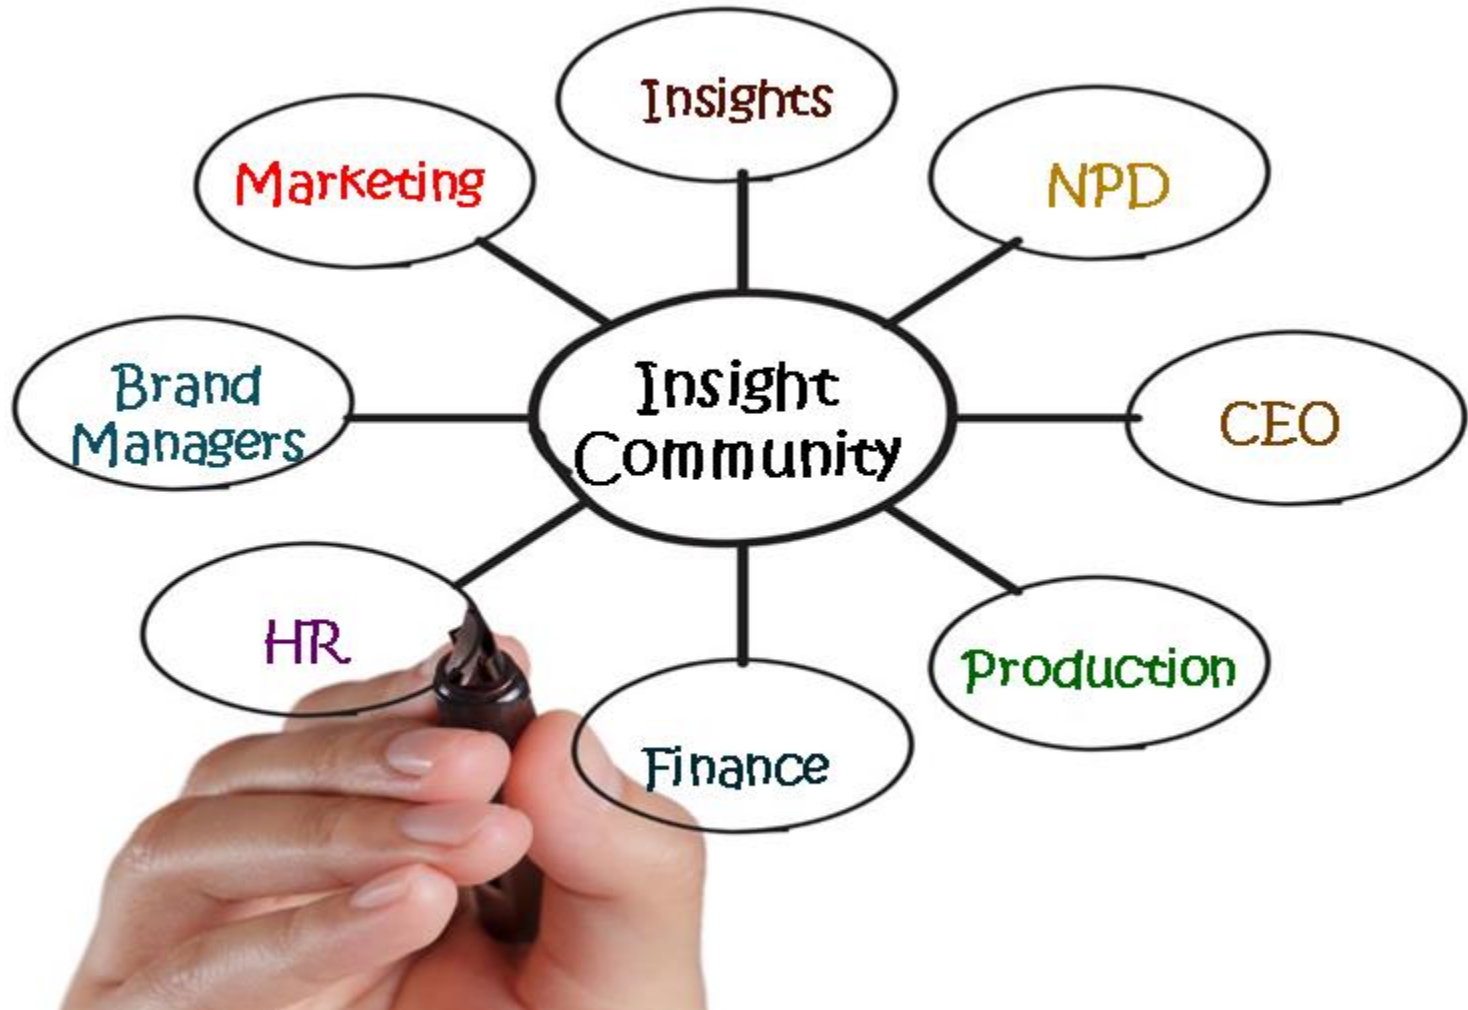 Insights
Marketing
NPD
Brand
Managers
Insight
Community
CEO
HR
Production
Finance